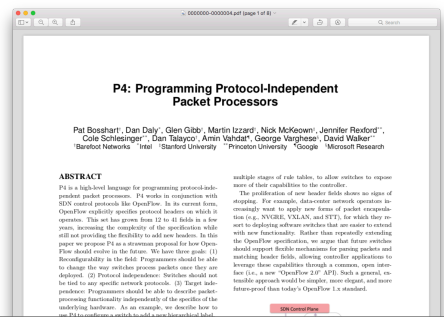 0000000-0000004.pdf (page 1 of 8)
Search
P4: Programming Protocol-Independent
Packet Processors
Pat Bosshart†, Dan Daly*, Glen Gibb†, Martin Izzard†, Nick McKeown‡, Jennifer Rexford**,
Cole Schlesinger**, Dan Talayco†, Amin Vahdat¶, George Varghese§, David Walker**
†Barefoot Networks *Intel ‡Stanford University **Princeton University ¶Google §Microsoft Research
ABSTRACT
P4 is a high-level language for programming protocol-inde-
pendent packet processors. P4 works in conjunction with
SDN control protocols like OpenFlow. In its current form,
OpenFlow explicitly specifies protocol headers on which it
operates. This set has grown from 12 to 41 fields in a few
years, increasing the complexity of the specification while
still not providing the flexibility to add new headers. In this
paper we propose P4 as a strawman proposal for how Open-
Flow should evolve in the future. We have three goals: (1)
Reconfigurability in the field: Programmers should be able
to change the way switches process packets once they are
deployed. (2) Protocol independence: Switches should not
be tied to any specific network protocols. (3) Target inde-
pendence: Programmers should be able to describe packet-
processing functionality independently of the specifics of the
underlying hardware. As an example, we describe how to
use P4 to configure a switch to add a new hierarchical label.
multiple stages of rule tables, to allow switches to expose
more of their capabilities to the controller.
The proliferation of new header fields shows no signs of
stopping. For example, data-center network operators in-
creasingly want to apply new forms of packet encapsula-
tion (e.g., NVGRE, VXLAN, and STT), for which they re-
sort to deploying software switches that are easier to extend
with new functionality. Rather than repeatedly extending
the OpenFlow specification, we argue that future switches
should support flexible mechanisms for parsing packets and
matching header fields, allowing controller applications to
leverage these capabilities through a common, open inter-
face (i.e., a new "OpenFlow 2.0" API). Such a general, ex-
tensible approach would be simpler, more elegant, and more
future-proof than today's OpenFlow 1.x standard.
SDN Control Plane